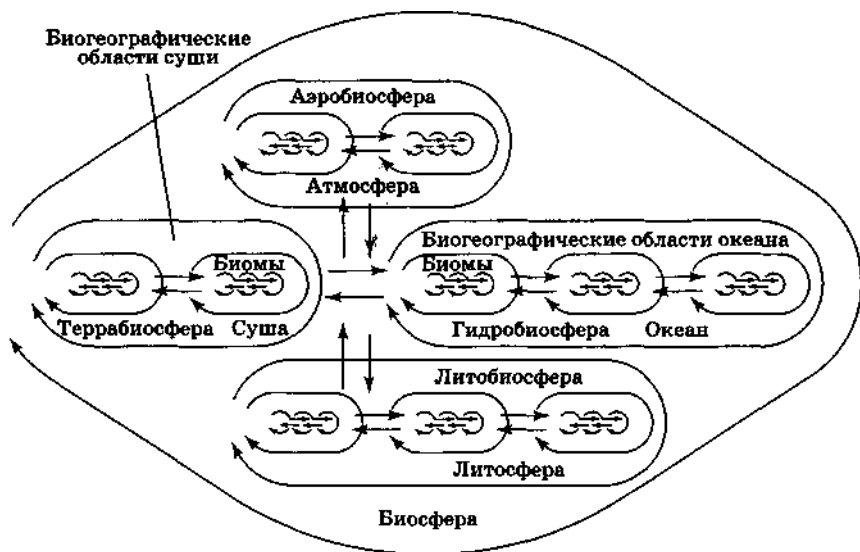 Биогеографические
области суши
Аэробиосфера
Атмосфера
Биогеографические области океана
Биомы
Биомы
Террабиосфера Суша
Гидробиосфера Океан
Литобиосфера
Литосфера
Биосфера